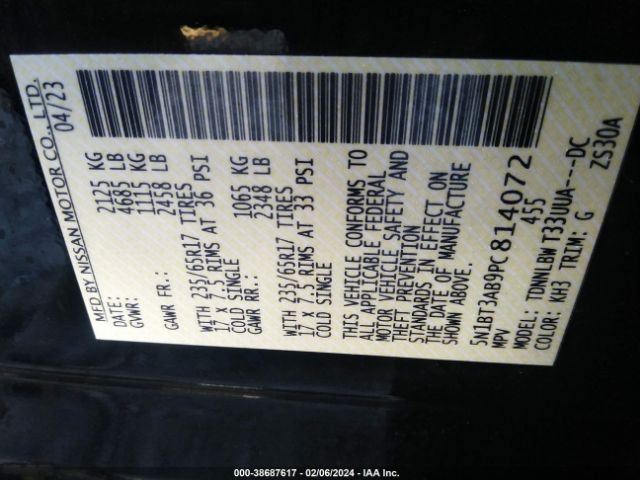 MFD BY NISSAN MOTOR CO., LTD.
DATE: 04/23
GVWR: 2125 KG
4685 LB
GAWR FR.: 1115 KG
2458 LB
WITH 235/65R17 TIRES
17 X 7.5 RIMS AT 36 PSI
COLD SINGLE
GAWR RR.: 1065 KG
2348 LB
WITH 235/65R17 TIRES
17 X 7.5 RIMS AT 33 PSI
COLD SINGLE
THIS VEHICLE CONFORMS TO
ALL APPLICABLE FEDERAL
MOTOR VEHICLE SAFETY AND
THEFT PREVENTION
STANDARDS IN EFFECT ON
THE DATE OF MANUFACTURE
SHOWN ABOVE.
5N1BT3AB9PC814072
MPV 455
MODEL: TDNNLBW T33UUA----DC
COLOR: KH3 TRIM: G ZS30A
000-38687617 - 02/06/2024 - IAA Inc.